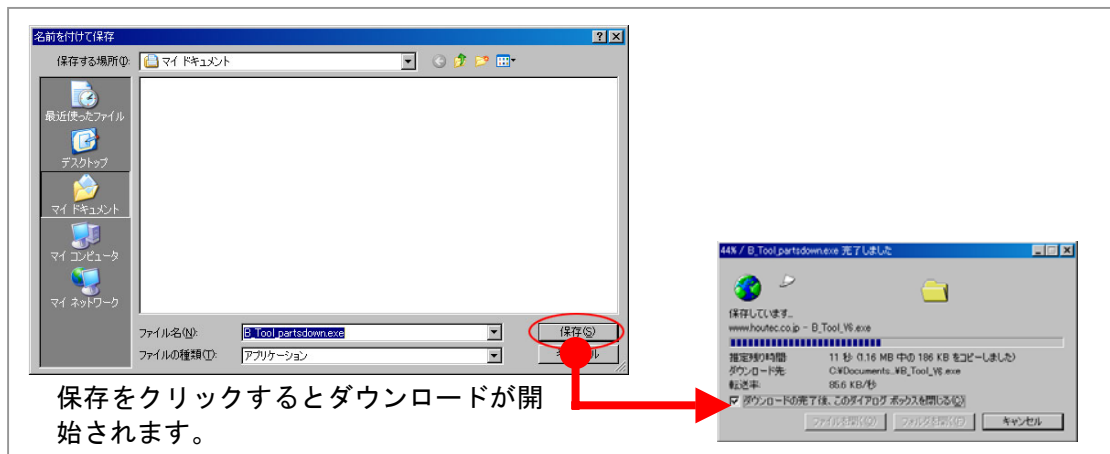 名前を付けて保存
保存する場所(I):
マイ ドキュメント
最近使ったファイル
デスクトップ
マイ ドキュメント
マイ コンピュータ
マイ ネットワーク
ファイル名(N):
B_Tool_partsdown.exe
保存(S)
ファイルの種類(T):
アプリケーション
保存をクリックするとダウンロードが開
始されます。
44% / B_Tool_partsdown.exe 完了しました
保存しています...
www.houtec.co.jp - B_Tool_V6.exe
推定残り時間:
11 秒 (1.16 MB 中の 186 KB をコピーしました)
ダウンロード先:
C:¥Documents...¥B_Tool_V6.exe
転送率:
85.6 KB/秒
ダウンロードの完了後、このダイアログ ボックスを閉じる(C)
ファイルを開く(O)
フォルダを開く(F)
キャンセル